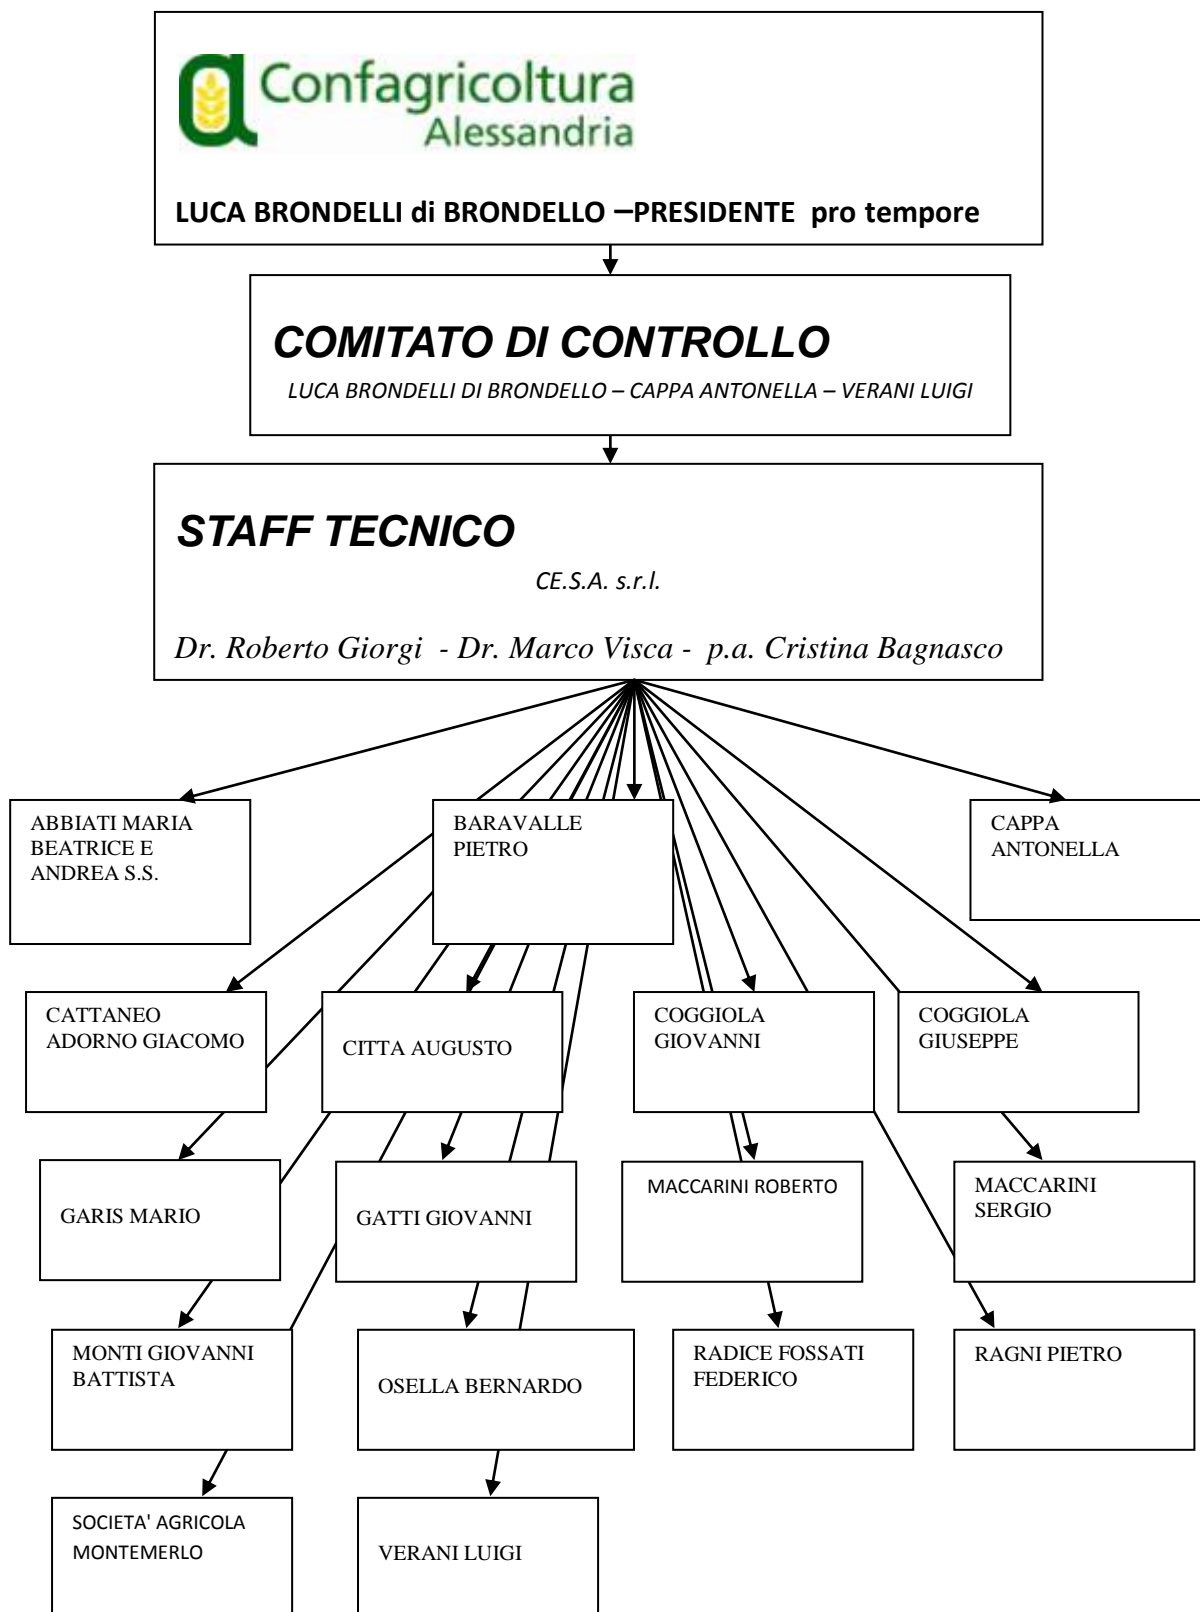 Confagricoltura
Alessandria
LUCA BRONDELLI di BRONDELLO –PRESIDENTE pro tempore
COMITATO DI CONTROLLO
LUCA BRONDELLI DI BRONDELLO – CAPPA ANTONELLA – VERANI LUIGI
STAFF TECNICO
CE.S.A. s.r.l.
Dr. Roberto Giorgi - Dr. Marco Visca - p.a. Cristina Bagnasco
ABBIATI MARIA
BEATRICE E
ANDREA S.S.
BARAVALLE
PIETRO
CAPPA
ANTONELLA
CATTANEO
ADORNO GIACOMO
CITTA AUGUSTO
COGGIOLA
GIOVANNI
COGGIOLA
GIUSEPPE
GARIS MARIO
GATTI GIOVANNI
MACCARINI ROBERTO
MACCARINI
SERGIO
MONTI GIOVANNI
BATTISTA
OSELLA BERNARDO
RADICE FOSSATI
FEDERICO
RAGNI PIETRO
SOCIETA' AGRICOLA
MONTEMERLO
VERANI LUIGI